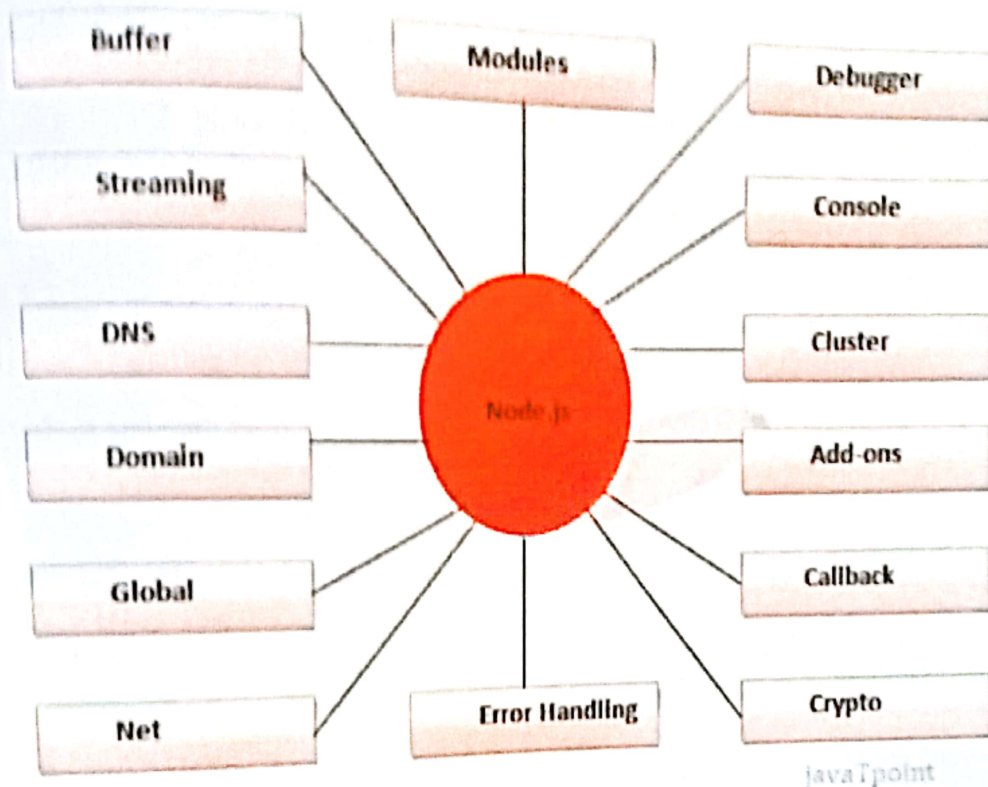 Buffer
Modules
Debugger
Streaming
Console
DNS
Cluster
Node.js
Domain
Add-ons
Global
Callback
Net
Error Handling
Crypto
javaTpoint